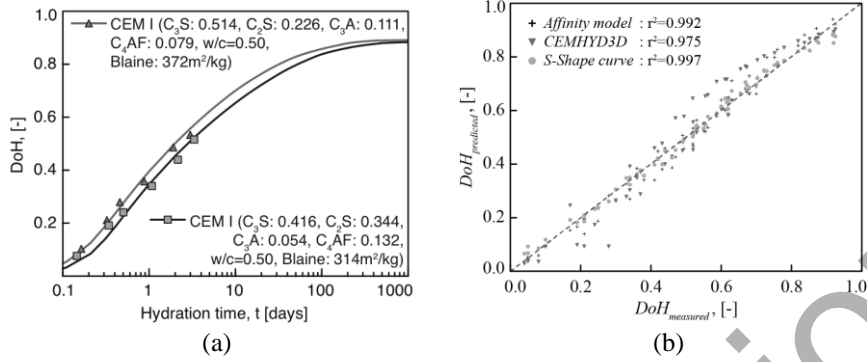 CEM I (C₃S: 0.514, C₂S: 0.226, C₃A: 0.111,
C₄AF: 0.079, w/c=0.50,
Blaine: 372m²/kg)
1.0
0.8
0.6
0.4
0.2
DoH, [-]
CEM I (C₃S: 0.416, C₂S: 0.344,
C₃A: 0.054, C₄AF: 0.132,
w/c=0.50, Blaine: 314m²/kg)
0.1 1 10 100 1000
Hydration time, t [days]
(a)
Affinity model : r²=0.992
CEMHYD3D : r²=0.975
S-Shape curve : r²=0.997
1.0
0.8
0.6
0.4
0.2
0.0
DoH predicted, [-]
0.0 0.2 0.4 0.6 0.8 1.0
DoH measured, [-]
(b)